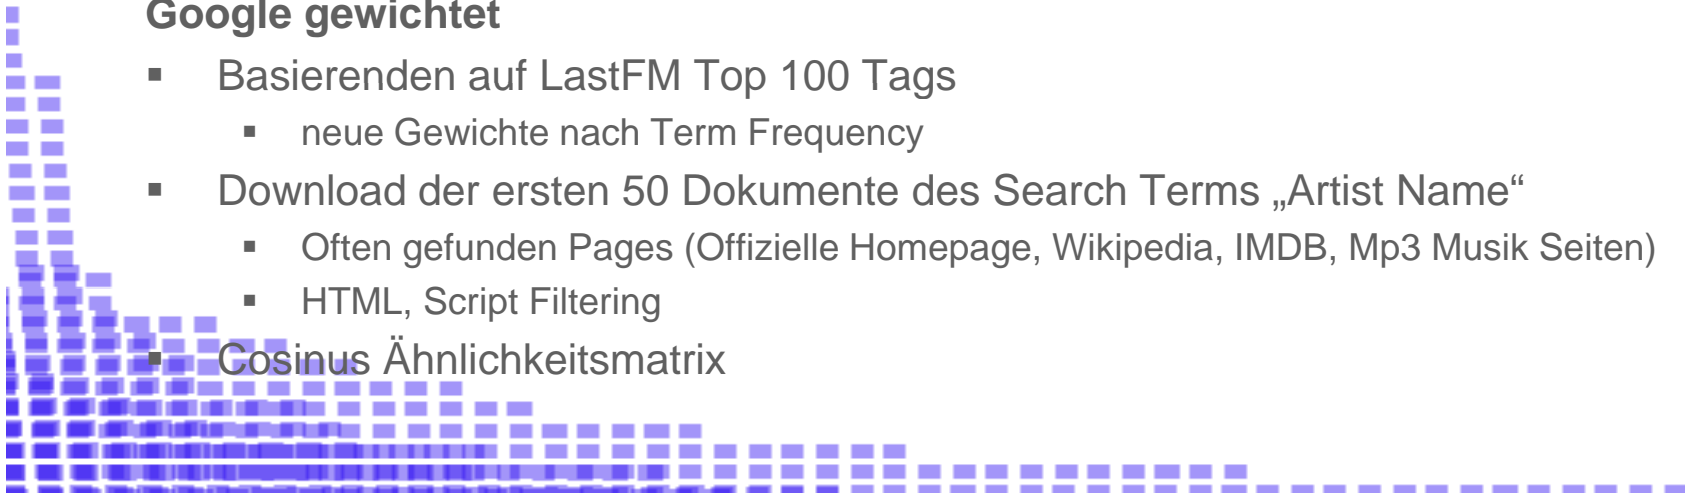 Google gewichtet
▪ Basierenden auf LastFM Top 100 Tags
▪ neue Gewichte nach Term Frequency
▪ Download der ersten 50 Dokumente des Search Terms „Artist Name“
▪ Often gefunden Pages (Offizielle Homepage, Wikipedia, IMDB, Mp3 Musik Seiten)
▪ HTML, Script Filtering
▪ Cosinus Ähnlichkeitsmatrix